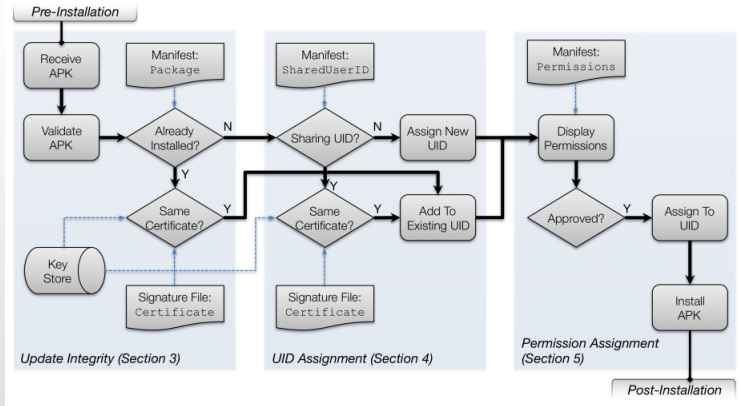 Pre-Installation
Receive
APK
Validate
APK
Manifest:
Package
Already
Installed?
N
Y
Same
Certificate?
Y
Key
Store
Signature File:
Certificate
Update Integrity (Section 3)
Manifest:
SharedUserID
Sharing UID?
N
Y
Assign New
UID
Same
Certificate?
Y
Add To
Existing UID
Signature File:
Certificate
UID Assignment (Section 4)
Manifest:
Permissions
Display
Permissions
Approved?
Y
Assign To
UID
Install
APK
Permission Assignment
(Section 5)
Post-Installation